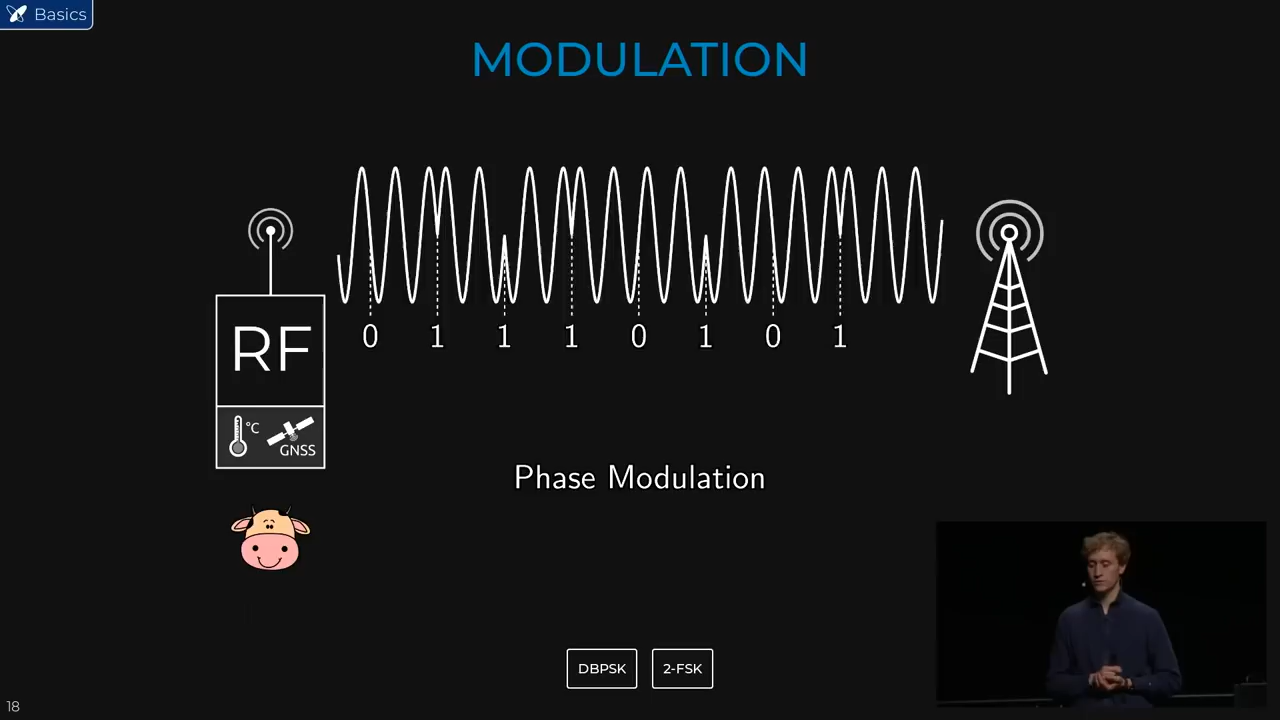 Basics
MODULATION
0 1 1 1 0 1 0 1
RF
°C
GNSS
Phase Modulation
DBPSK 2-FSK
18